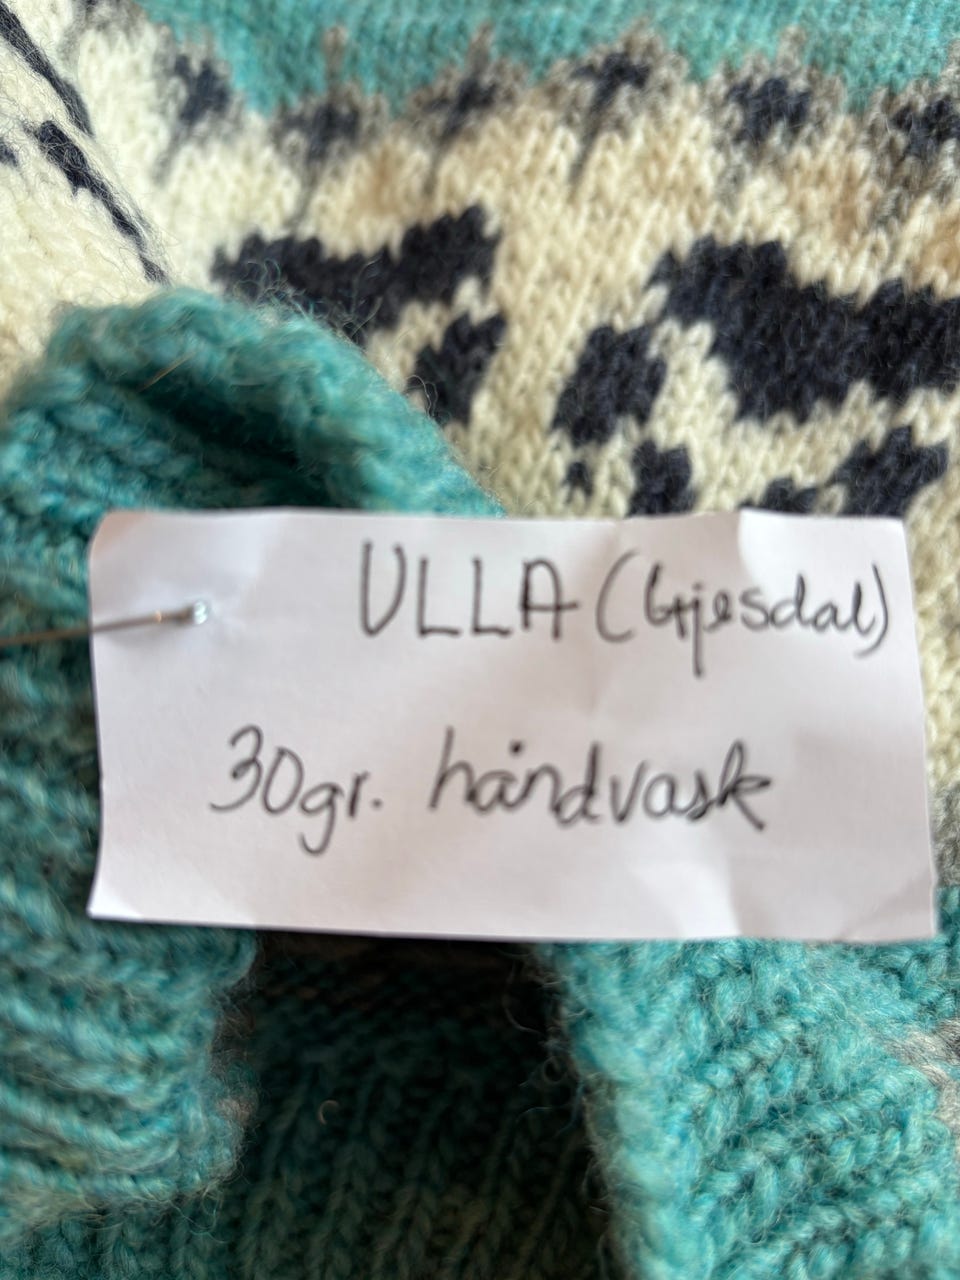 ULLA (Gjesdal)
30gr. håndvask